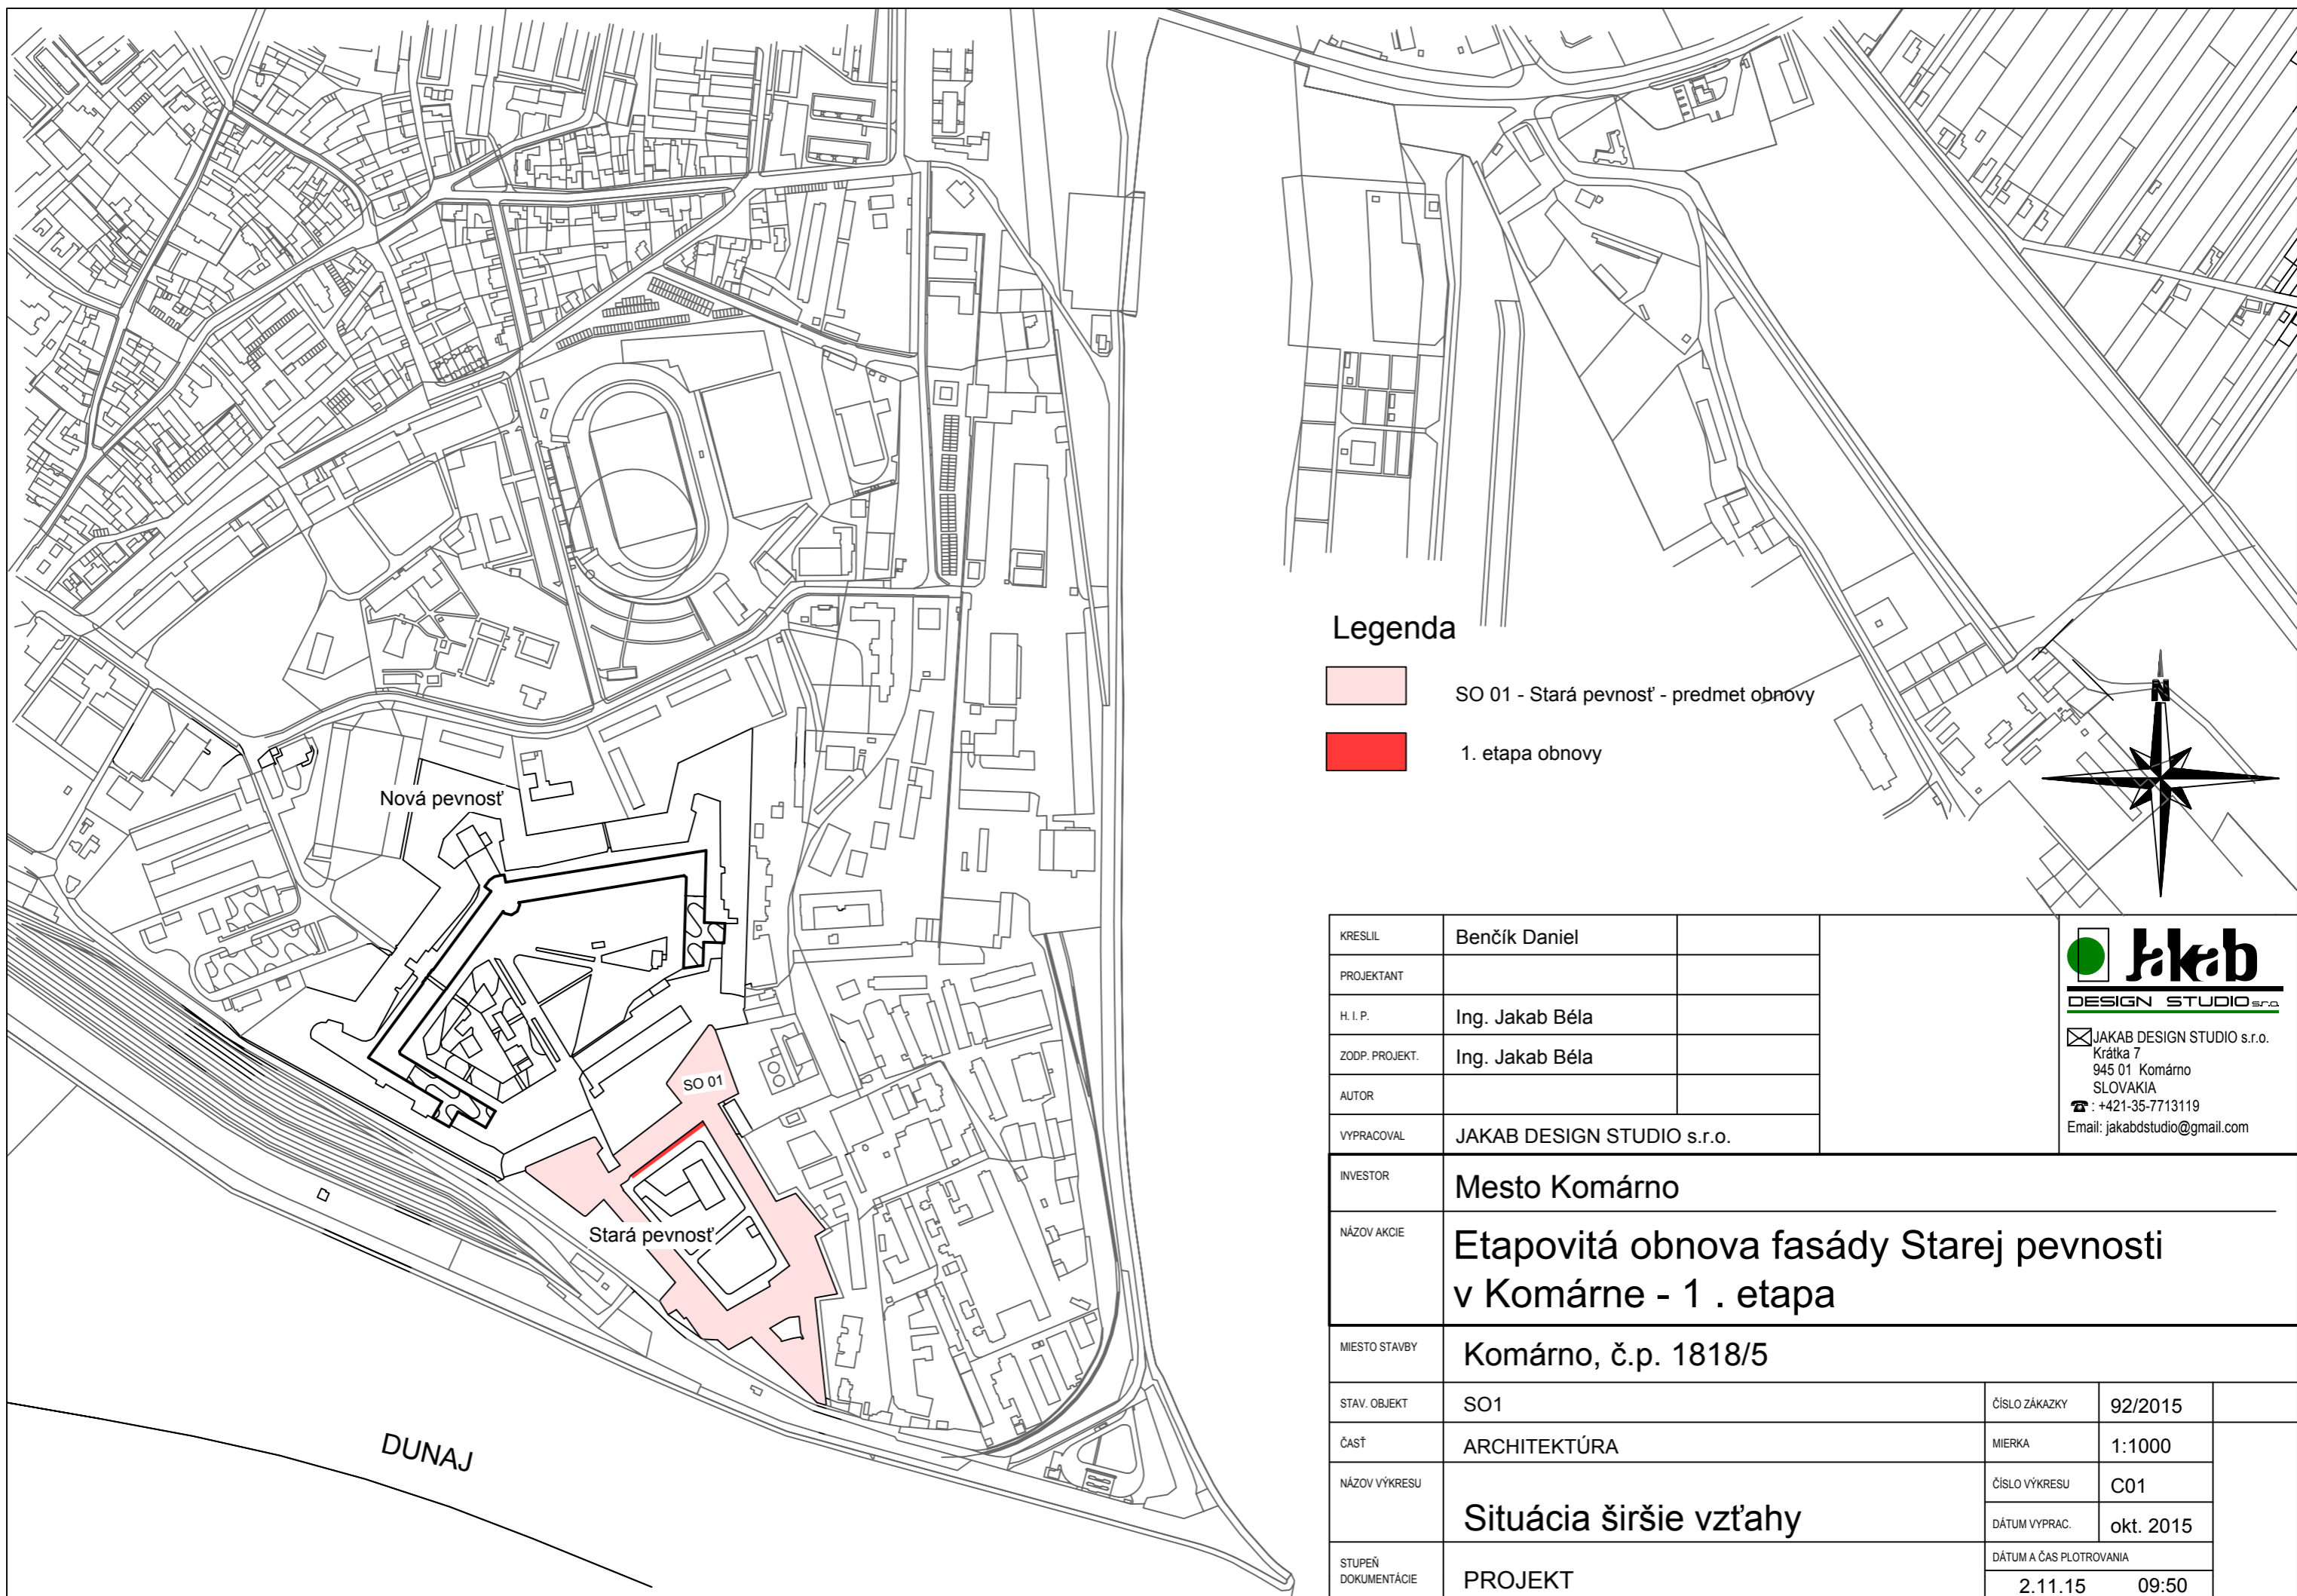 Nová pevnosť
SO 01
Stará pevnosť
DUNAJ
Legenda
SO 01 - Stará pevnosť - predmet obnovy
1. etapa obnovy
N
KRESLIL Benčík Daniel
PROJEKTANT
H. I. P. Ing. Jakab Béla
ZODP. PROJEKT. Ing. Jakab Béla
AUTOR
VYPRACOVAL JAKAB DESIGN STUDIO s.r.o.
Jakab
DESIGN STUDIO s.r.o.
JAKAB DESIGN STUDIO s.r.o.
Krátka 7
945 01 Komárno
SLOVAKIA
: +421-35-7713119
Email: jakabdstudio@gmail.com
INVESTOR Mesto Komárno
NÁZOV AKCIE Etapovitá obnova fasády Starej pevnosti
v Komárne - 1 . etapa
MIESTO STAVBY Komárno, č.p. 1818/5
STAV. OBJEKT SO1 ČÍSLO ZÁKAZKY 92/2015
ČASŤ ARCHITEKTÚRA MIERKA 1:1000
NÁZOV VÝKRESU Situácia širšie vzťahy
ČÍSLO VÝKRESU C01
DÁTUM VYPRAC. okt. 2015
STUPEŇ
DOKUMENTÁCIE PROJEKT
DÁTUM A ČAS PLOTROVANIA
2.11.15 09:50